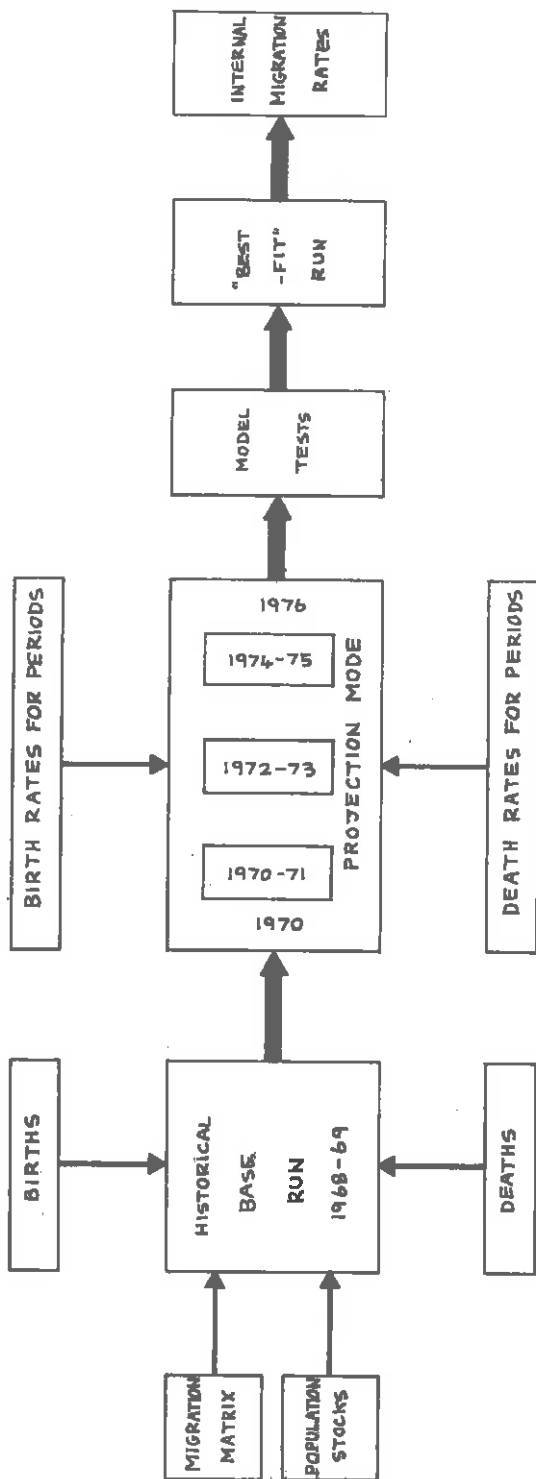 MIGRATION
MATRIX
POPULATION
STOCKS
BIRTHS
HISTORICAL
BASE
RUN
1968-69
DEATHS
BIRTH RATES FOR PERIODS
1970
1970-71
1972-73
1974-75
1976
PROJECTION MODE
DEATH RATES FOR PERIODS
MODEL
TESTS
"BEST
-FIT"
RUN
INTERNAL
MIGRATION
RATES